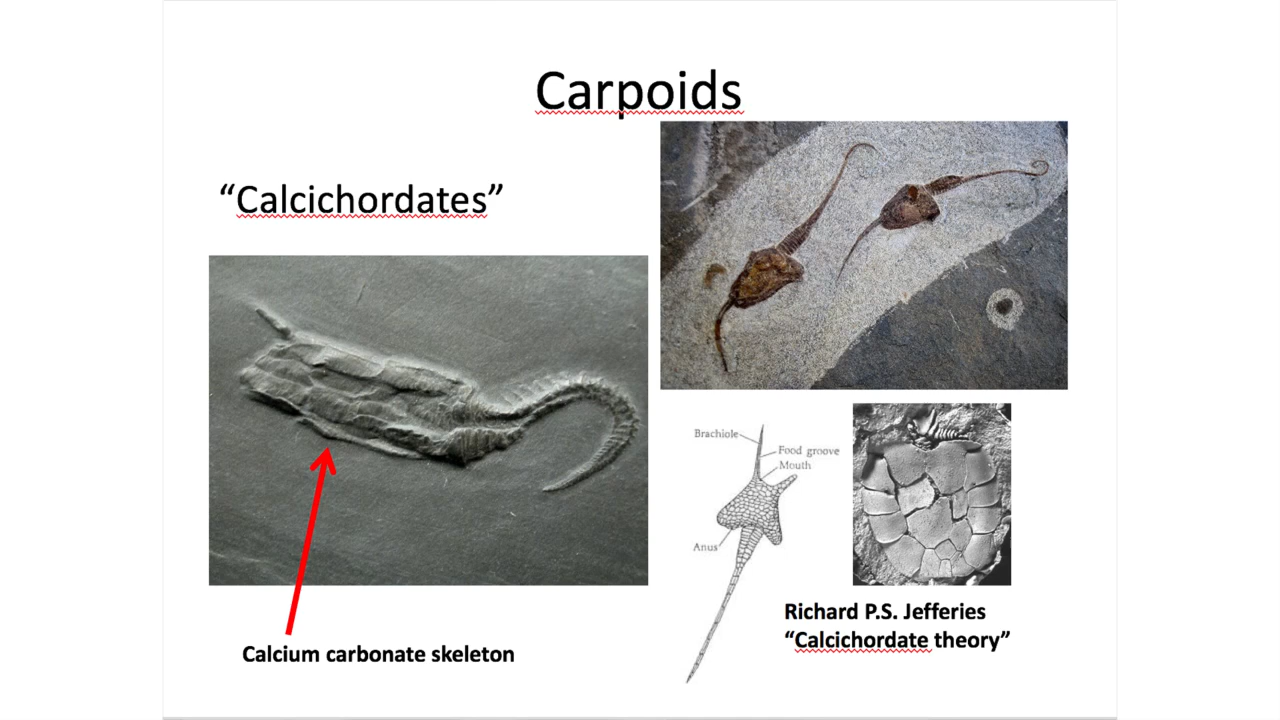 Carpoids
“Calcichordates”
Brachiole
Food groove
Mouth
Anus
Richard P.S. Jefferies
“Calcichordate theory”
Calcium carbonate skeleton